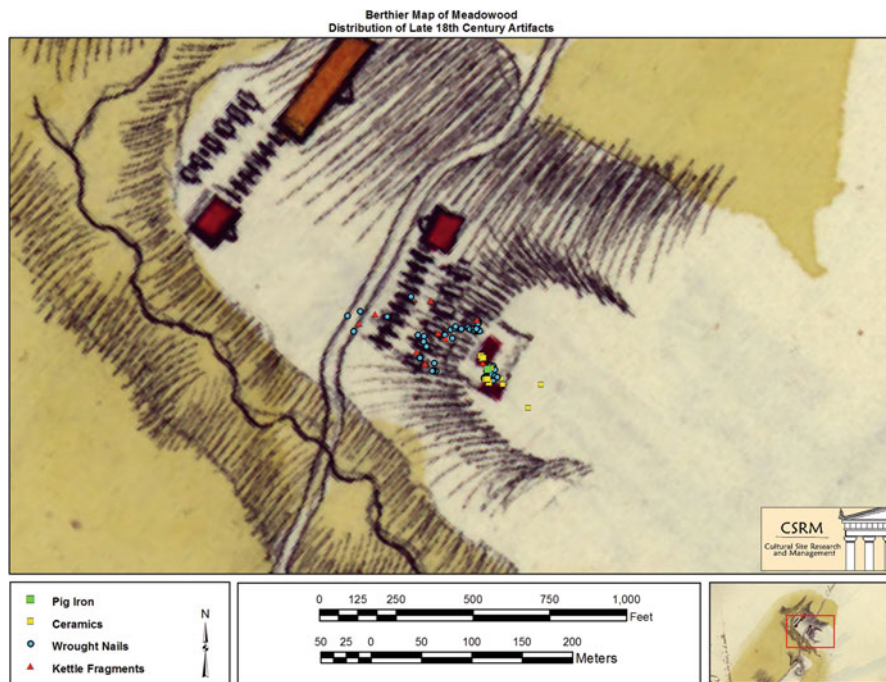 Berthier Map of Meadowood
Distribution of Late 18th Century Artifacts
CSRM
Cultural Site Research
and Management
Pig Iron
Ceramics
Wrought Nails
Kettle Fragments
N
0 125 250 500 750 1,000
Feet
50 25 0 50 100 150 200
Meters